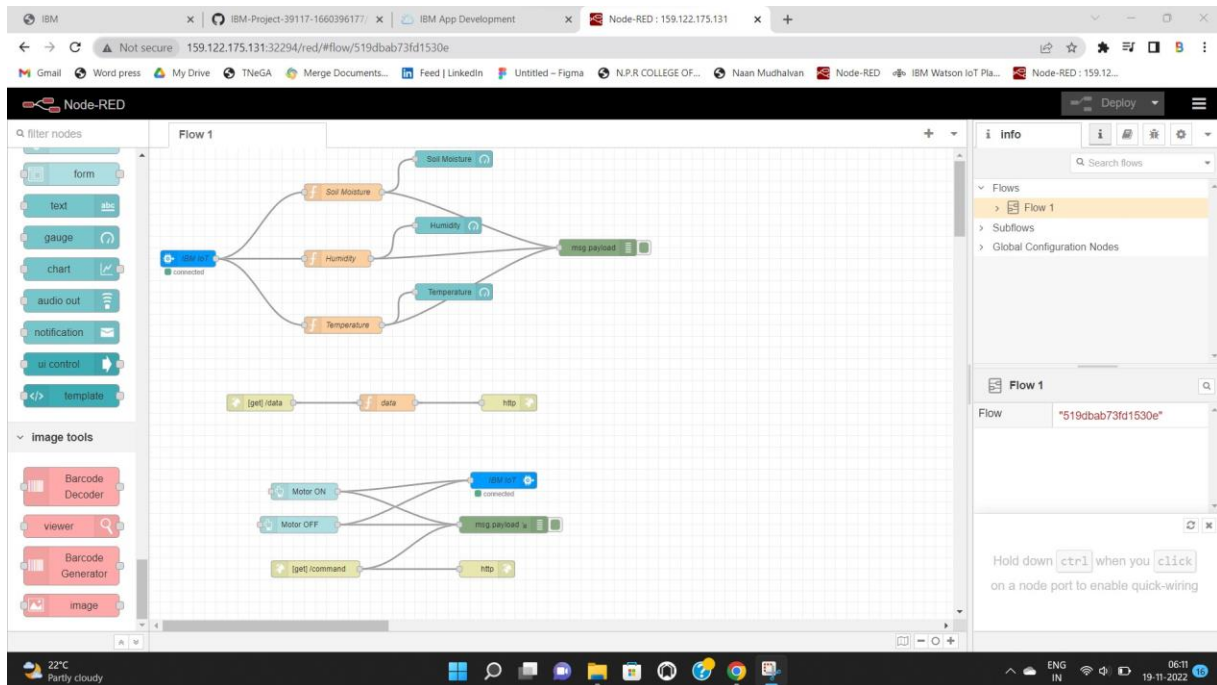 IBM
IBM-Project-39117-1660396177/
IBM App Development
Node-RED : 159.122.175.131
Not secure
159.122.175.131:32294/red/#flow/519dbab73fd1530e
Gmail
Word press
My Drive
TNeGA
Merge Documents...
Feed | LinkedIn
Untitled – Figma
N.P.R COLLEGE OF...
Naan Mudhalvan
Node-RED
IBM Watson IoT Pla...
Node-RED : 159.12...
Node-RED
Deploy
filter nodes
form
text
abc
gauge
chart
audio out
notification
ui control
</>
template
image tools
Barcode
Decoder
viewer
Barcode
Generator
image
Flow 1
Soil Moisture
f
Soil Moisture
Humidity
IBM IoT
connected
f
Humidity
msg.payload
Temperature
f
Temperature
[get] /data
f
data
http
Motor ON
IBM IoT
connected
Motor OFF
msg.payload
[get] /command
http
i
info
i
Search flows
Flows
Flow 1
Subflows
Global Configuration Nodes
Flow 1
Flow
"519dbab73fd1530e"
Hold down ctrl when you click
on a node port to enable quick-wiring
22°C
Partly cloudy
ENG
IN
06:11
19-11-2022
16